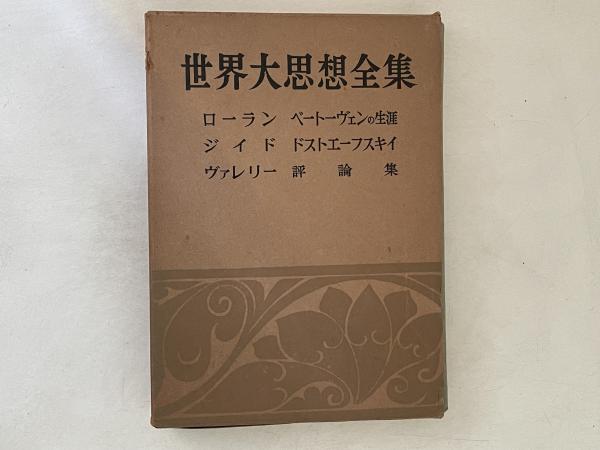 世界大思想全集
ローラン ベートーヴェンの生涯
ジイド ドストエーフスキイ
ヴァレリー 評論集